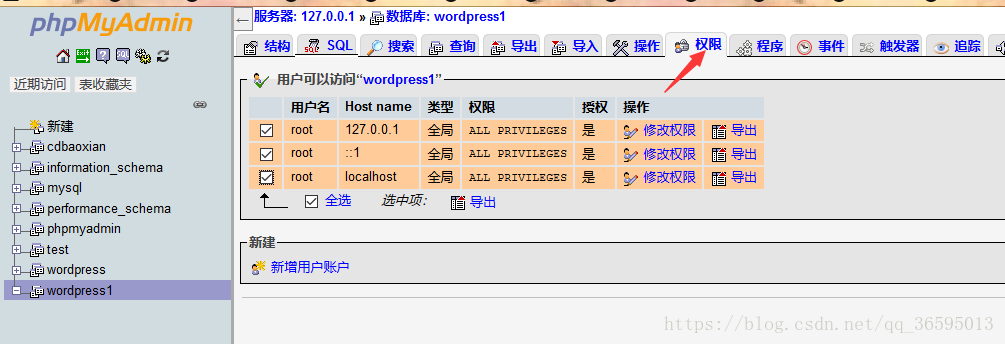 phpMyAdmin
近期访问 表收藏夹
新建
cdbaoxian
information_schema
mysql
performance_schema
phpmyadmin
test
wordpress
wordpress1
服务器: 127.0.0.1 » 数据库: wordpress1
结构 SQL 搜索 查询 导出 导入 操作 权限 程序 事件 触发器 追踪
用户可以访问“wordpress1”
用户名 Host name 类型 权限 授权 操作
root 127.0.0.1 全局 ALL PRIVILEGES 是 修改权限 导出
root ::1 全局 ALL PRIVILEGES 是 修改权限 导出
root localhost 全局 ALL PRIVILEGES 是 修改权限 导出
全选 选中项: 导出
新建
新增用户账户
https://blog.csdn.net/qq_36595013